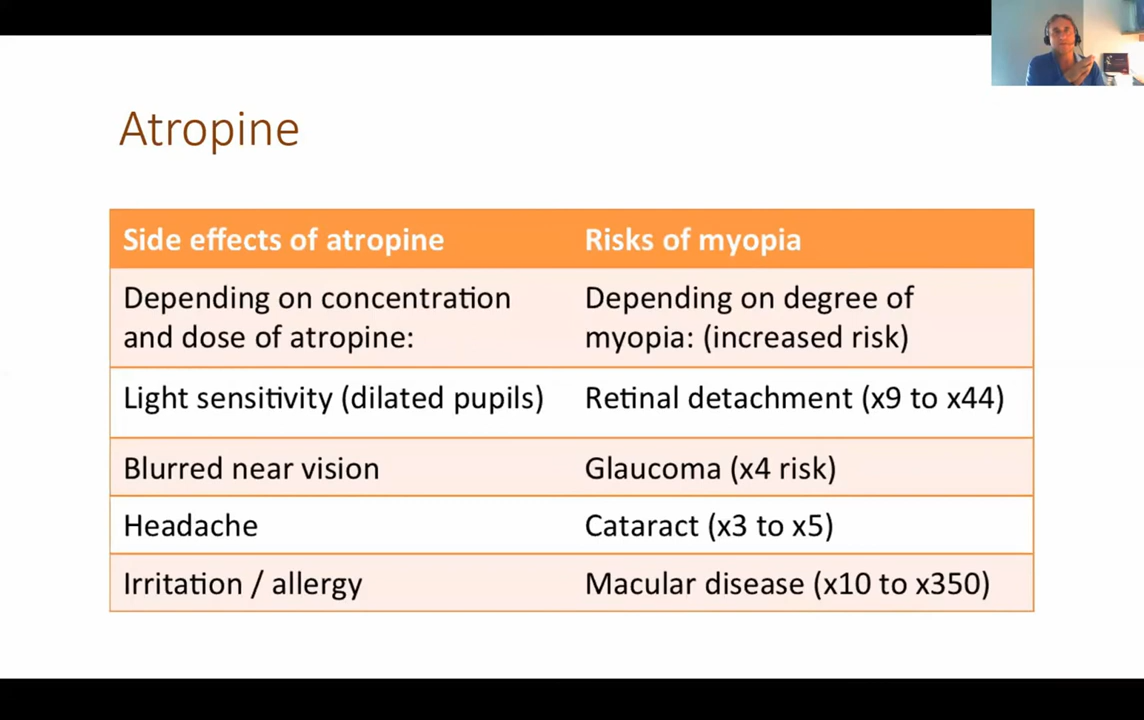 Atropine
Side effects of atropine
Risks of myopia
Depending on concentration
and dose of atropine:
Depending on degree of
myopia: (increased risk)
Light sensitivity (dilated pupils)
Retinal detachment (x9 to x44)
Blurred near vision
Glaucoma (x4 risk)
Headache
Cataract (x3 to x5)
Irritation / allergy
Macular disease (x10 to x350)